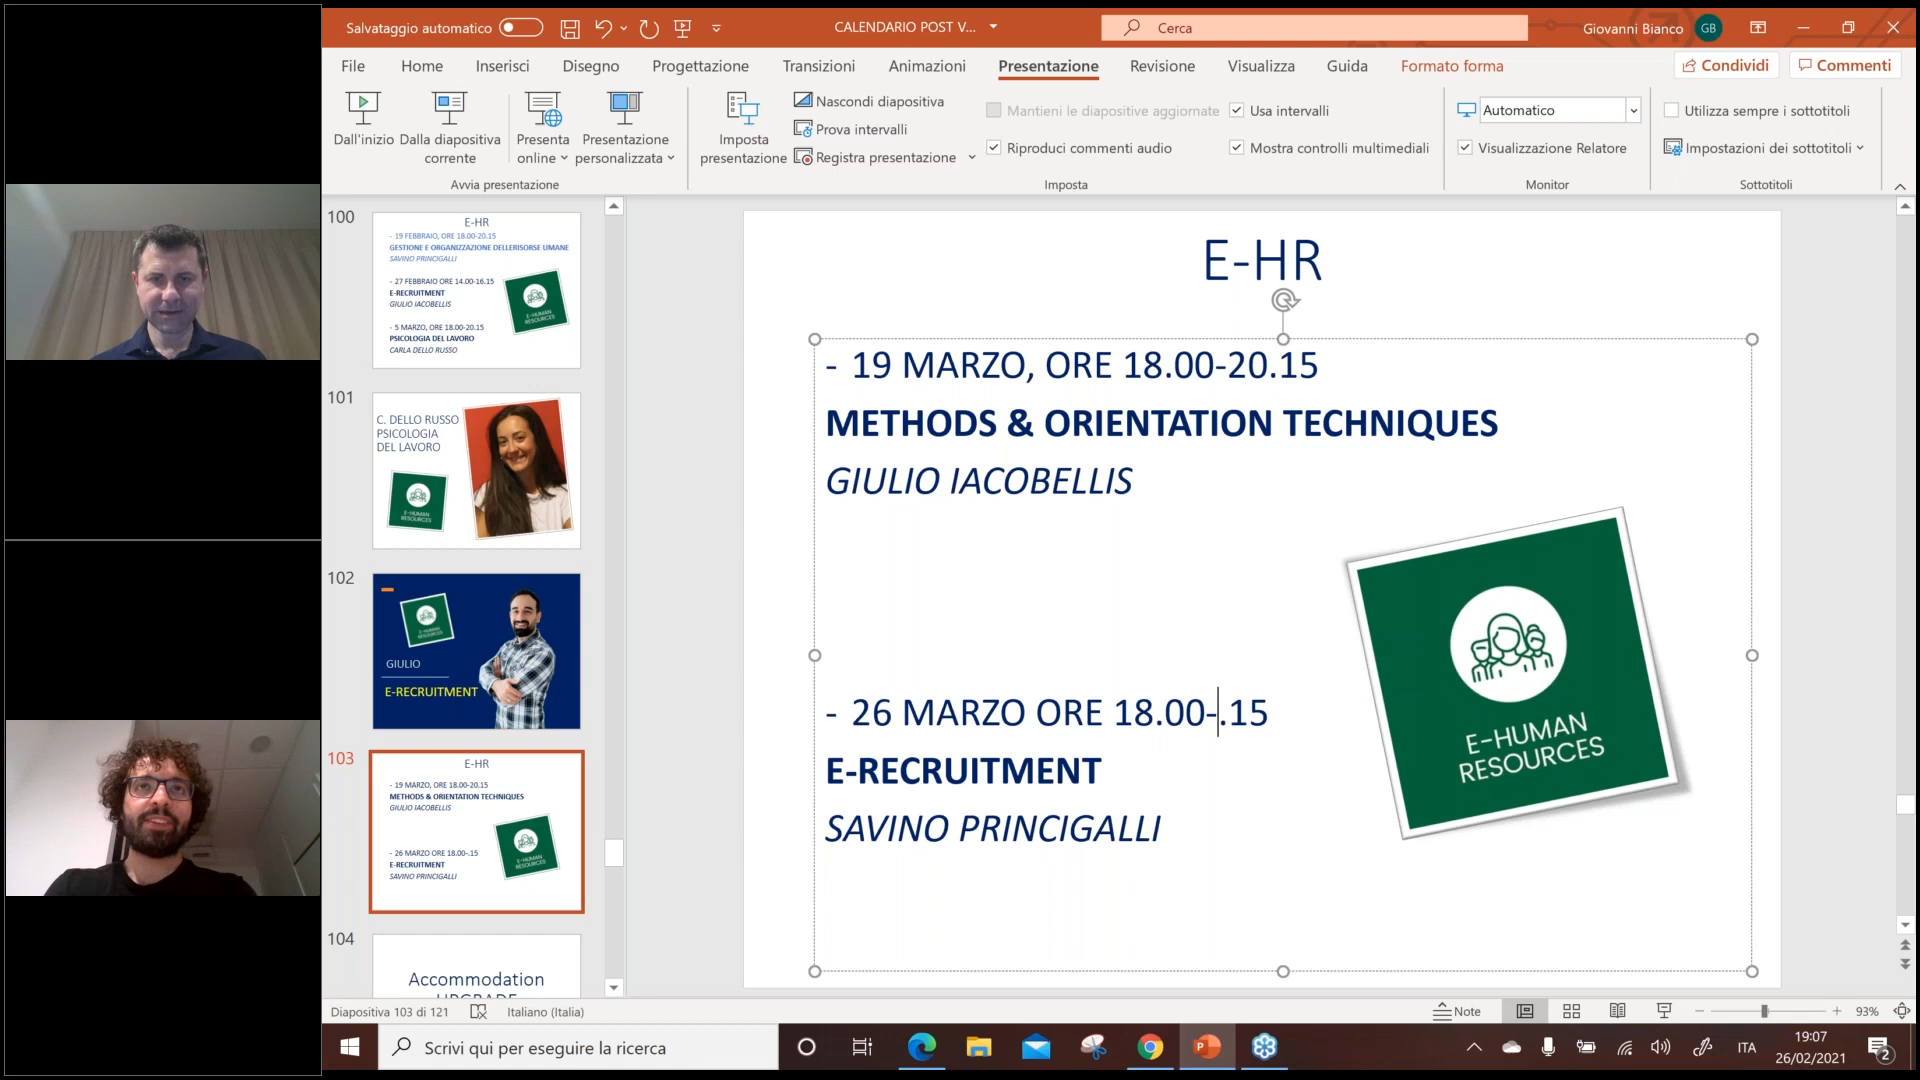 Salvataggio automatico
CALENDARIO POST V...
Cerca
Giovanni Bianco
GB
File Home Inserisci Disegno Progettazione Transizioni Animazioni Presentazione Revisione Visualizza Guida Formato forma
Condividi
Commenti
Dall'inizio
Dalla diapositiva corrente
Presenta online
Presentazione personalizzata
Avvia presentazione
Imposta presentazione
Nascondi diapositiva
Prova intervalli
Registra presentazione
Mantieni le diapositive aggiornate
Riproduci commenti audio
Usa intervalli
Mostra controlli multimediali
Imposta
Automatico
Visualizzazione Relatore
Monitor
Utilizza sempre i sottotitoli
Impostazioni dei sottotitoli
Sottotitoli
100
E-HR
- 19 FEBBRAIO, ORE 18.00-20.15
GESTIONE E ORGANIZZAZIONE DELLERISORSE UMANE
SAVINO PRINCIGALLI
- 27 FEBBRAIO ORE 14.00-16.15
E-RECRUITMENT
GIULIO IACOBELLIS
- 5 MARZO, ORE 18.00-20.15
PSICOLOGIA DEL LAVORO
CARLA DELLO RUSSO
E-HUMAN
RESOURCES
101
C. DELLO RUSSO
PSICOLOGIA
DEL LAVORO
E-HUMAN
RESOURCES
102
GIULIO
E-RECRUITMENT
103
E-HR
- 19 MARZO, ORE 18.00-20.15
METHODS & ORIENTATION TECHNIQUES
GIULIO IACOBELLIS
- 26 MARZO ORE 18.00-.15
E-RECRUITMENT
SAVINO PRINCIGALLI
E-HUMAN
RESOURCES
104
Accommodation
UPGRADE
E-HR
- 19 MARZO, ORE 18.00-20.15
METHODS & ORIENTATION TECHNIQUES
GIULIO IACOBELLIS
- 26 MARZO ORE 18.00-.15
E-RECRUITMENT
SAVINO PRINCIGALLI
E-HUMAN
RESOURCES
Diapositiva 103 di 121
Italiano (Italia)
Note
93%
Scrivi qui per eseguire la ricerca
ITA
19:07
26/02/2021
2